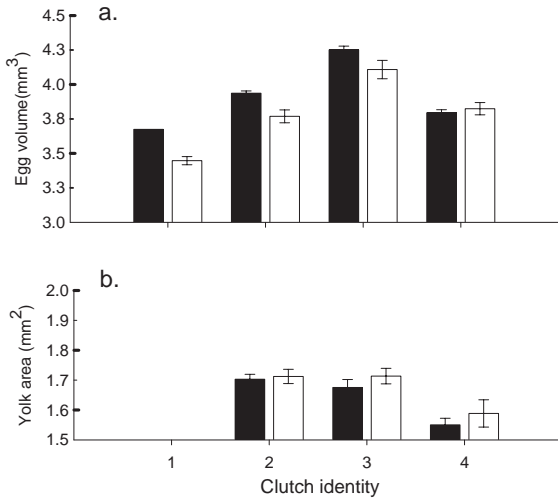 a.
Egg volume(mm³)
4.5
4.3
4.0
3.8
3.5
3.3
3.0
b.
Yolk area (mm²)
2.0
1.9
1.8
1.7
1.6
1.5
1 2 3 4
Clutch identity